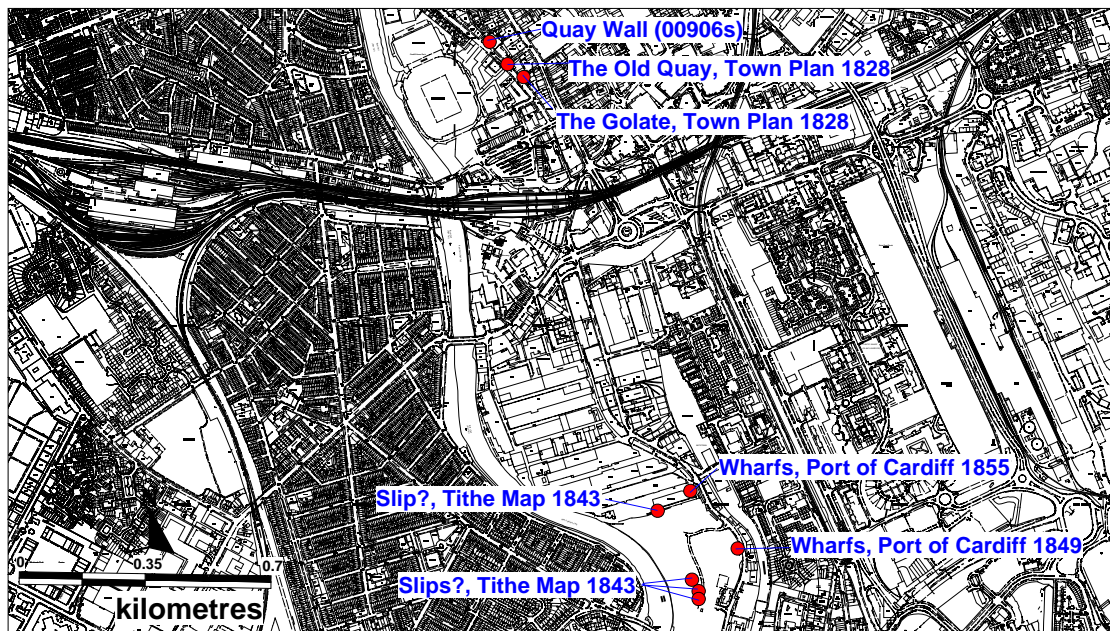 Quay Wall (00906s)
The Old Quay, Town Plan 1828
The Golate, Town Plan 1828
Wharfs, Port of Cardiff 1855
Slip?, Tithe Map 1843
Wharfs, Port of Cardiff 1849
Slips?, Tithe Map 1843
0 0.35 0.7
kilometres